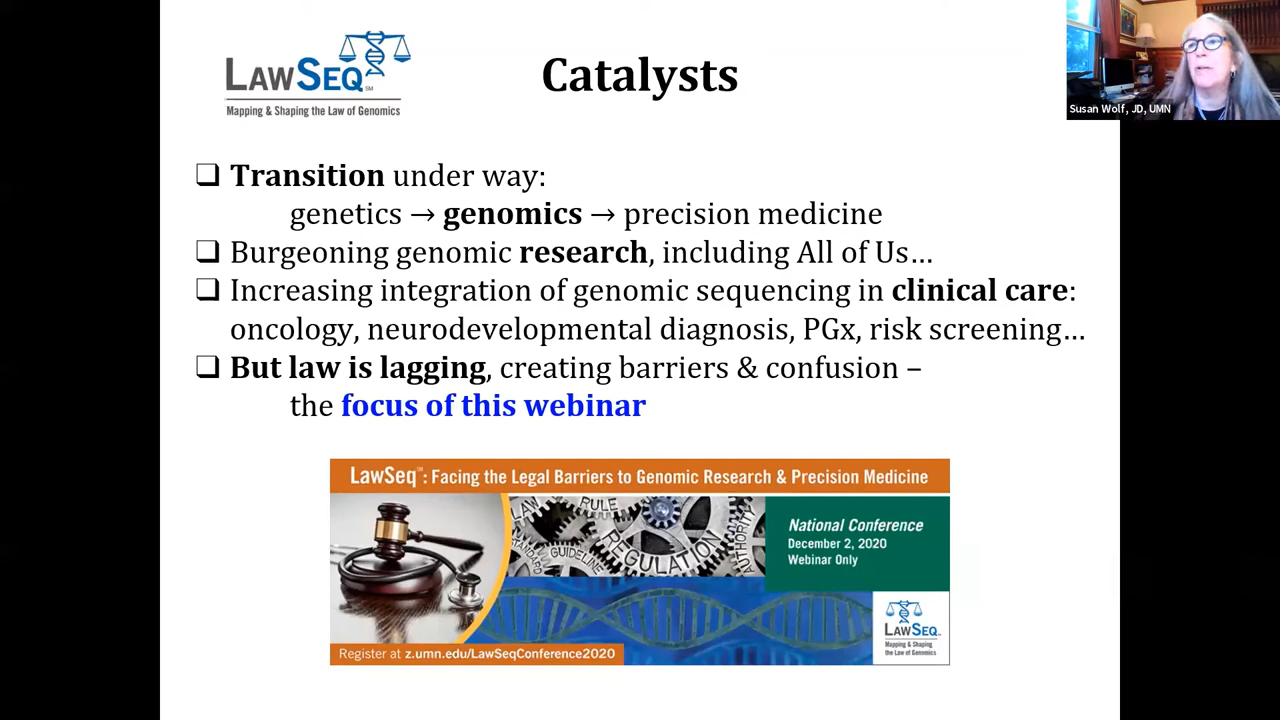 LAWSEQ SM
Mapping & Shaping the Law of Genomics
Catalysts
Susan Wolf, JD, UMN
❑ Transition under way:
genetics → genomics → precision medicine
❑ Burgeoning genomic research, including All of Us…
❑ Increasing integration of genomic sequencing in clinical care:
oncology, neurodevelopmental diagnosis, PGx, risk screening…
❑ But law is lagging, creating barriers & confusion –
the focus of this webinar
LawSeq℠: Facing the Legal Barriers to Genomic Research & Precision Medicine
LAW
RULE
STANDARD
GUIDELINE
REGULATION
AUTHORITY
National Conference
December 2, 2020
Webinar Only
LAWSEQ
Mapping & Shaping
the Law of Genomics
Register at z.umn.edu/LawSeqConference2020